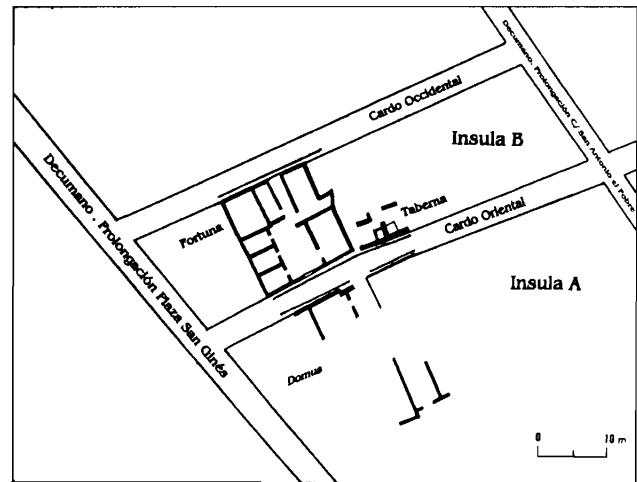 Cardo Occidental
Decumano. Prolongación C/ San Antonio el Pobre
Insula B
Decumano . Prolongación Plaza San Ginés
Fortuna
Taberna
Cardo Oriental
Insula A
Domus
0 10 m